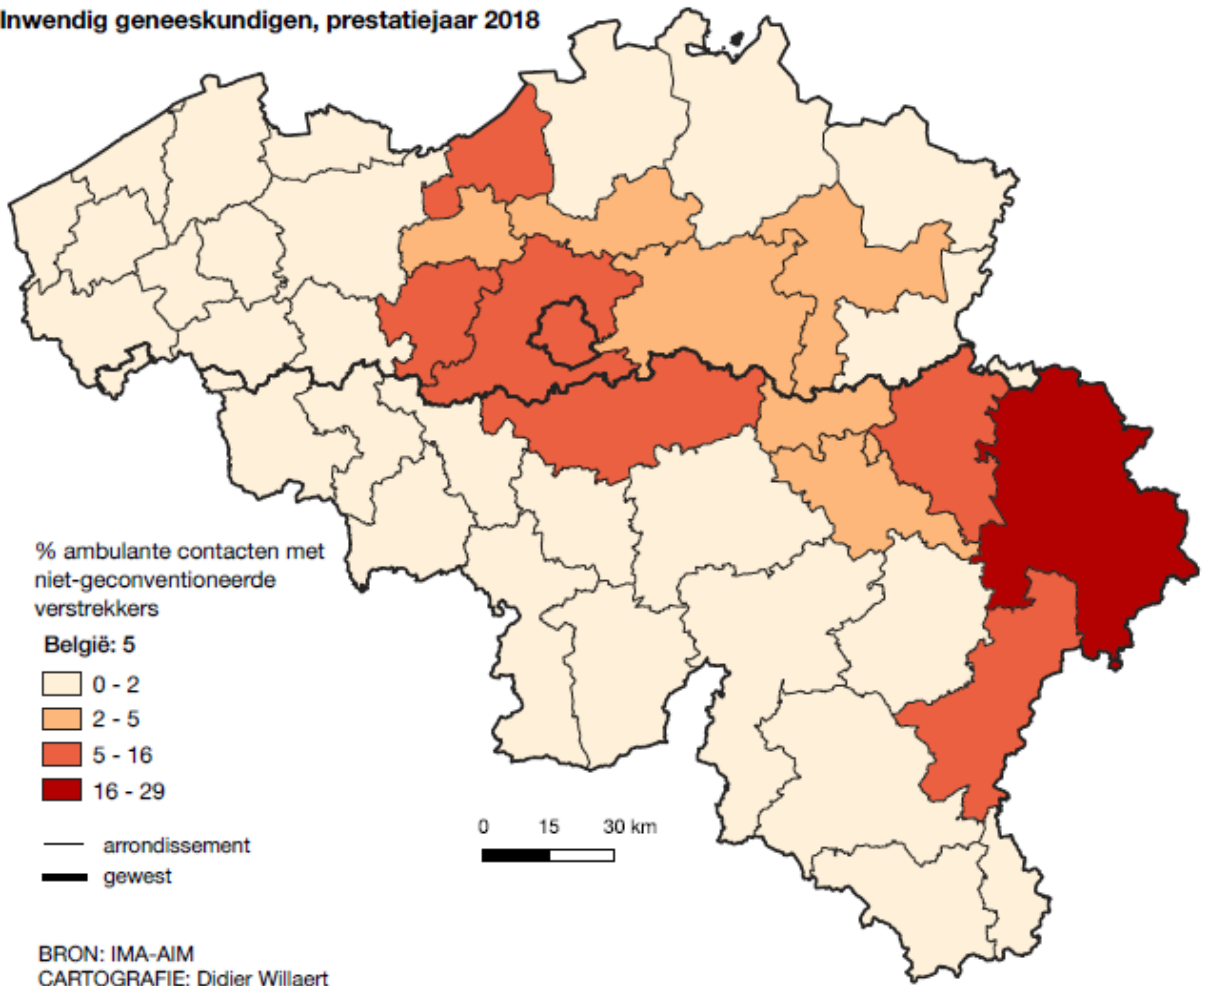 Inwendig geneeskundigen, prestatiejaar 2018
% ambulante contacten met
niet-geconventioneerde
verstrekkers
België: 5
0 - 2
2 - 5
5 - 16
16 - 29
arrondissement
gewest
0 15 30 km
BRON: IMA-AIM
CARTOGRAFIE: Didier Willaert